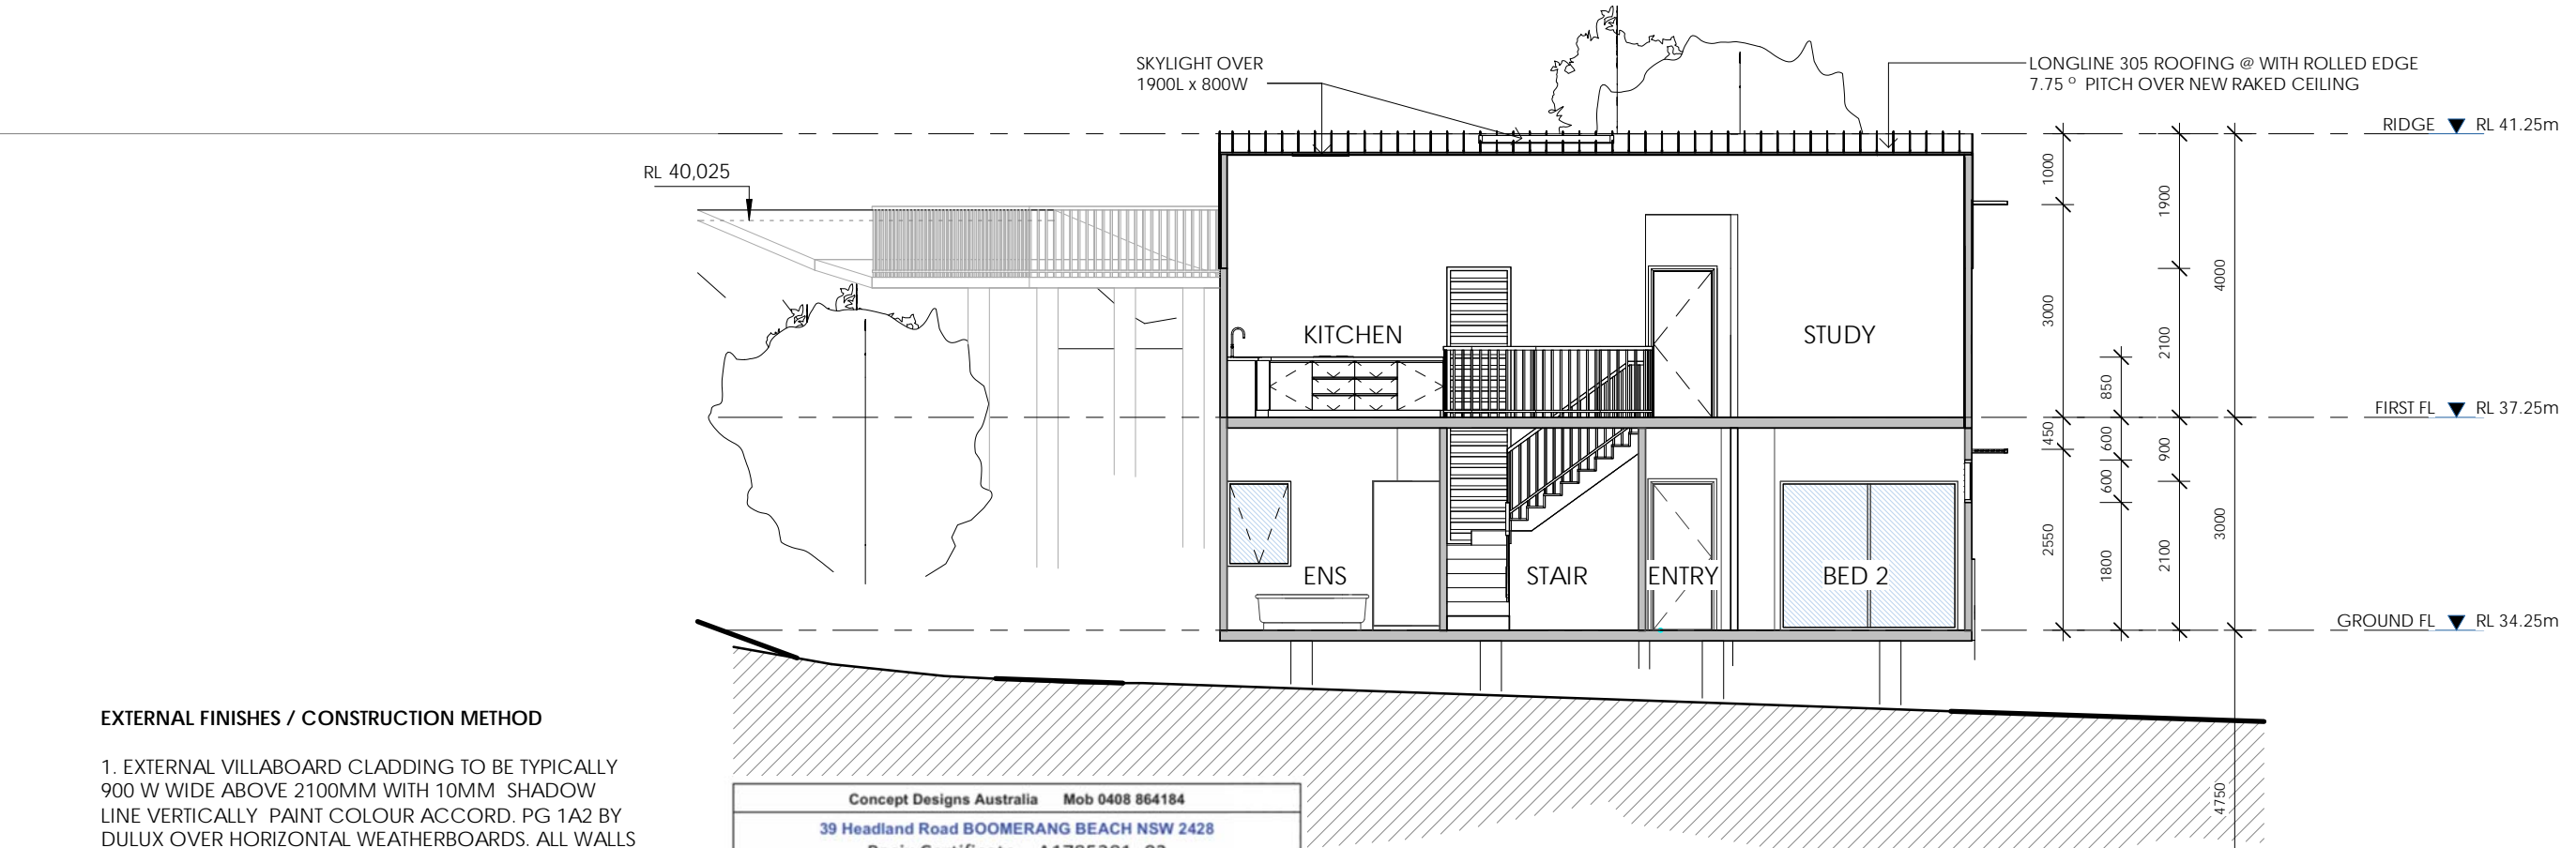 SKYLIGHT OVER
1900L x 800W
LONGLINE 305 ROOFING @ WITH ROLLED EDGE
7.75 ° PITCH OVER NEW RAKED CEILING
RIDGE RL 41.25m
RL 40,025
1000
1900
4000
3000
2100
850
KITCHEN
STUDY
FIRST FL RL 37.25m
450
600
900
600
3000
2550
1800
2100
ENS
STAIR
ENTRY
BED 2
GROUND FL RL 34.25m
4750
EXTERNAL FINISHES / CONSTRUCTION METHOD
1. EXTERNAL VILLABOARD CLADDING TO BE TYPICALLY
900 W WIDE ABOVE 2100MM WITH 10MM SHADOW
LINE VERTICALLY PAINT COLOUR ACCORD. PG 1A2 BY
DULUX OVER HORIZONTAL WEATHERBOARDS. ALL WALLS
Concept Designs Australia Mob 0408 864184
39 Headland Road BOOMERANG BEACH NSW 2428